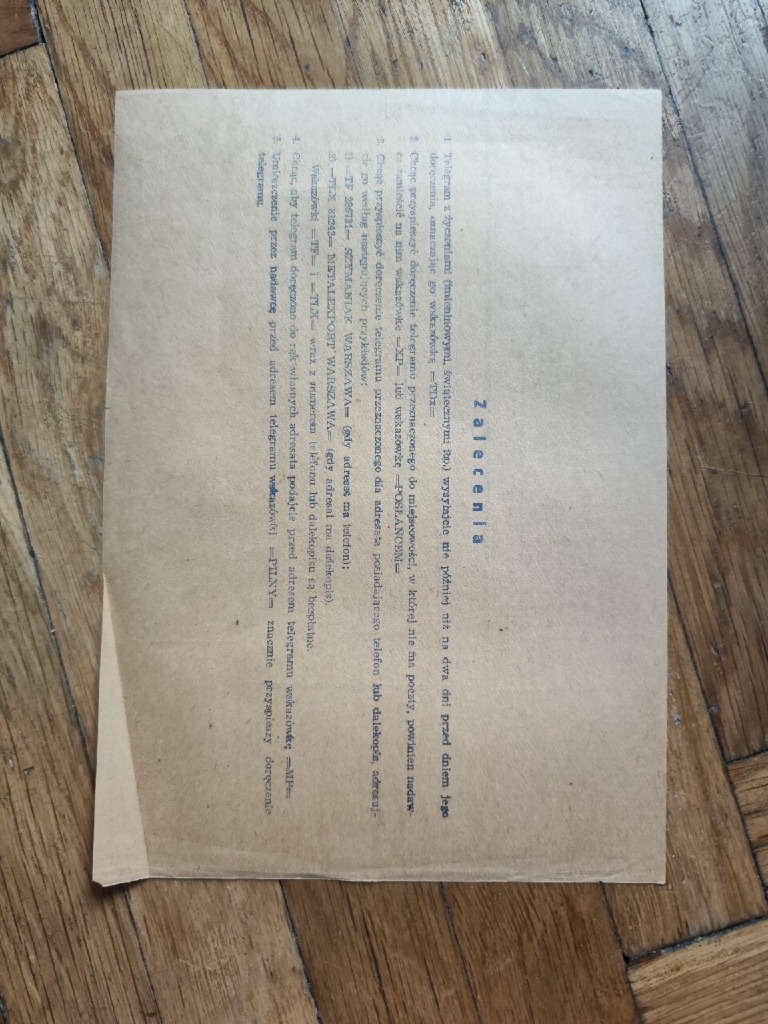 Zalecenia
1. Telegram z życzeniami (imieninowymi, świątecznymi itp.) wysyłajcie nie później niż na dwa dni przed dniem jego
doręczenia, oznaczając go wskazówką =TDx=
2. Chcąc przyspieszyć doręczenie telegramu przeznaczonego do miejscowości, w której nie ma poczty, powinien nadaw-
ca zamieścić na nim wskazówkę =XP= lub wskazówkę =POSŁAŃCEM=
3. Chcąc przyspieszyć doręczenie telegramu przeznaczonego dla adresata posiadającego telefon lub dalekopis, adresuj-
cie go według następujących przykładów:
1) =TF 226731= SZYMANIAK WARSZAWA= (gdy adresat ma telefon);
2) =TLX 81242= METALEXPORT WARSZAWA= (gdy adresat ma dalekopis).
Wskazówki =TF= i =TLX= wraz z numerem telefonu lub dalekopisu są bezpłatne.
4. Chcąc, aby telegram doręczono do rąk własnych adresata podajcie przed adresem telegramu wskazówkę =MP=
5. Umieszczenie przez nadawcę przed adresem telegramu wskazówki =PILNY= znacznie przyspieszy doręczenie
telegramu.